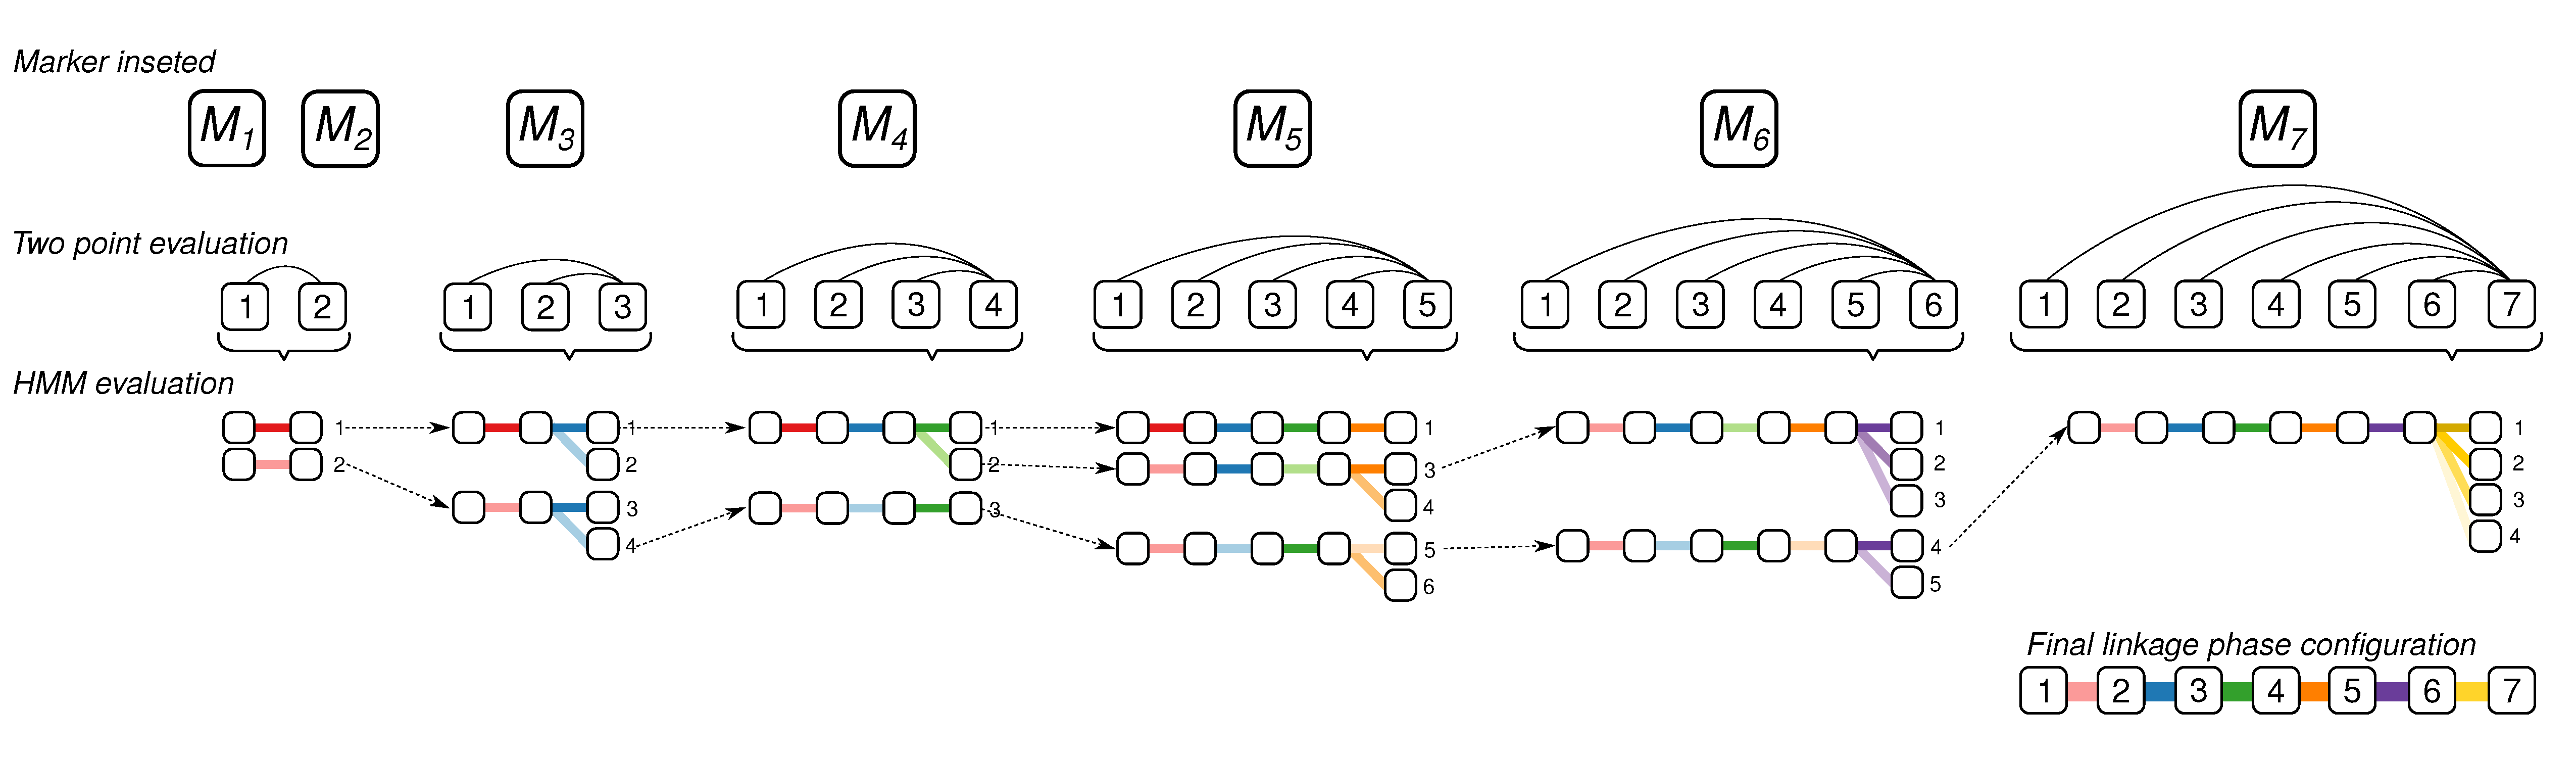 Marker inseted
M1 M2 M3 M4 M5 M6 M7
Two point evaluation
1 2 1 2 3 1 2 3 4 1 2 3 4 5 1 2 3 4 5 6 1 2 3 4 5 6 7
HMM evaluation
1 1 1 1 1 1
2 2 2 3 2 2
3 3 4 3 3
4 5 4 4
6 5
Final linkage phase configuration
1 2 3 4 5 6 7